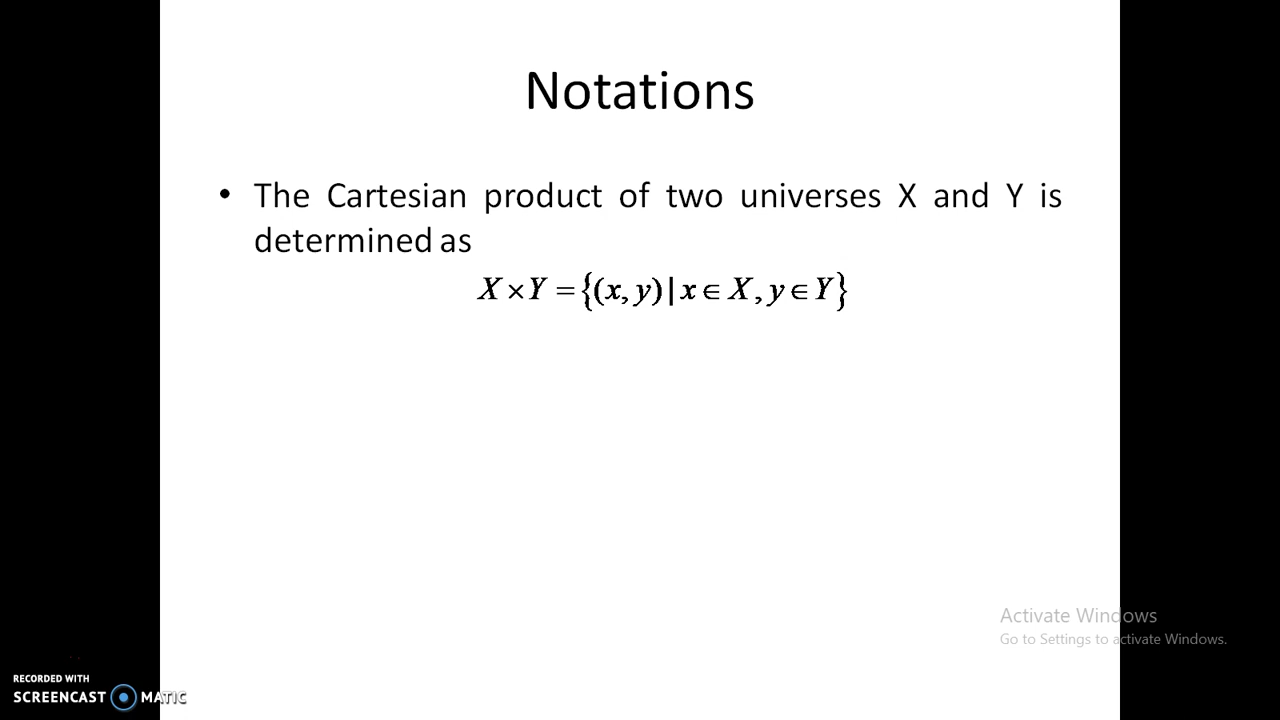 Notations
• The Cartesian product of two universes X and Y is
determined as
X × Y = {(x, y) | x ∈ X, y ∈ Y}
Activate Windows
Go to Settings to activate Windows.
RECORDED WITH
SCREENCAST MATIC